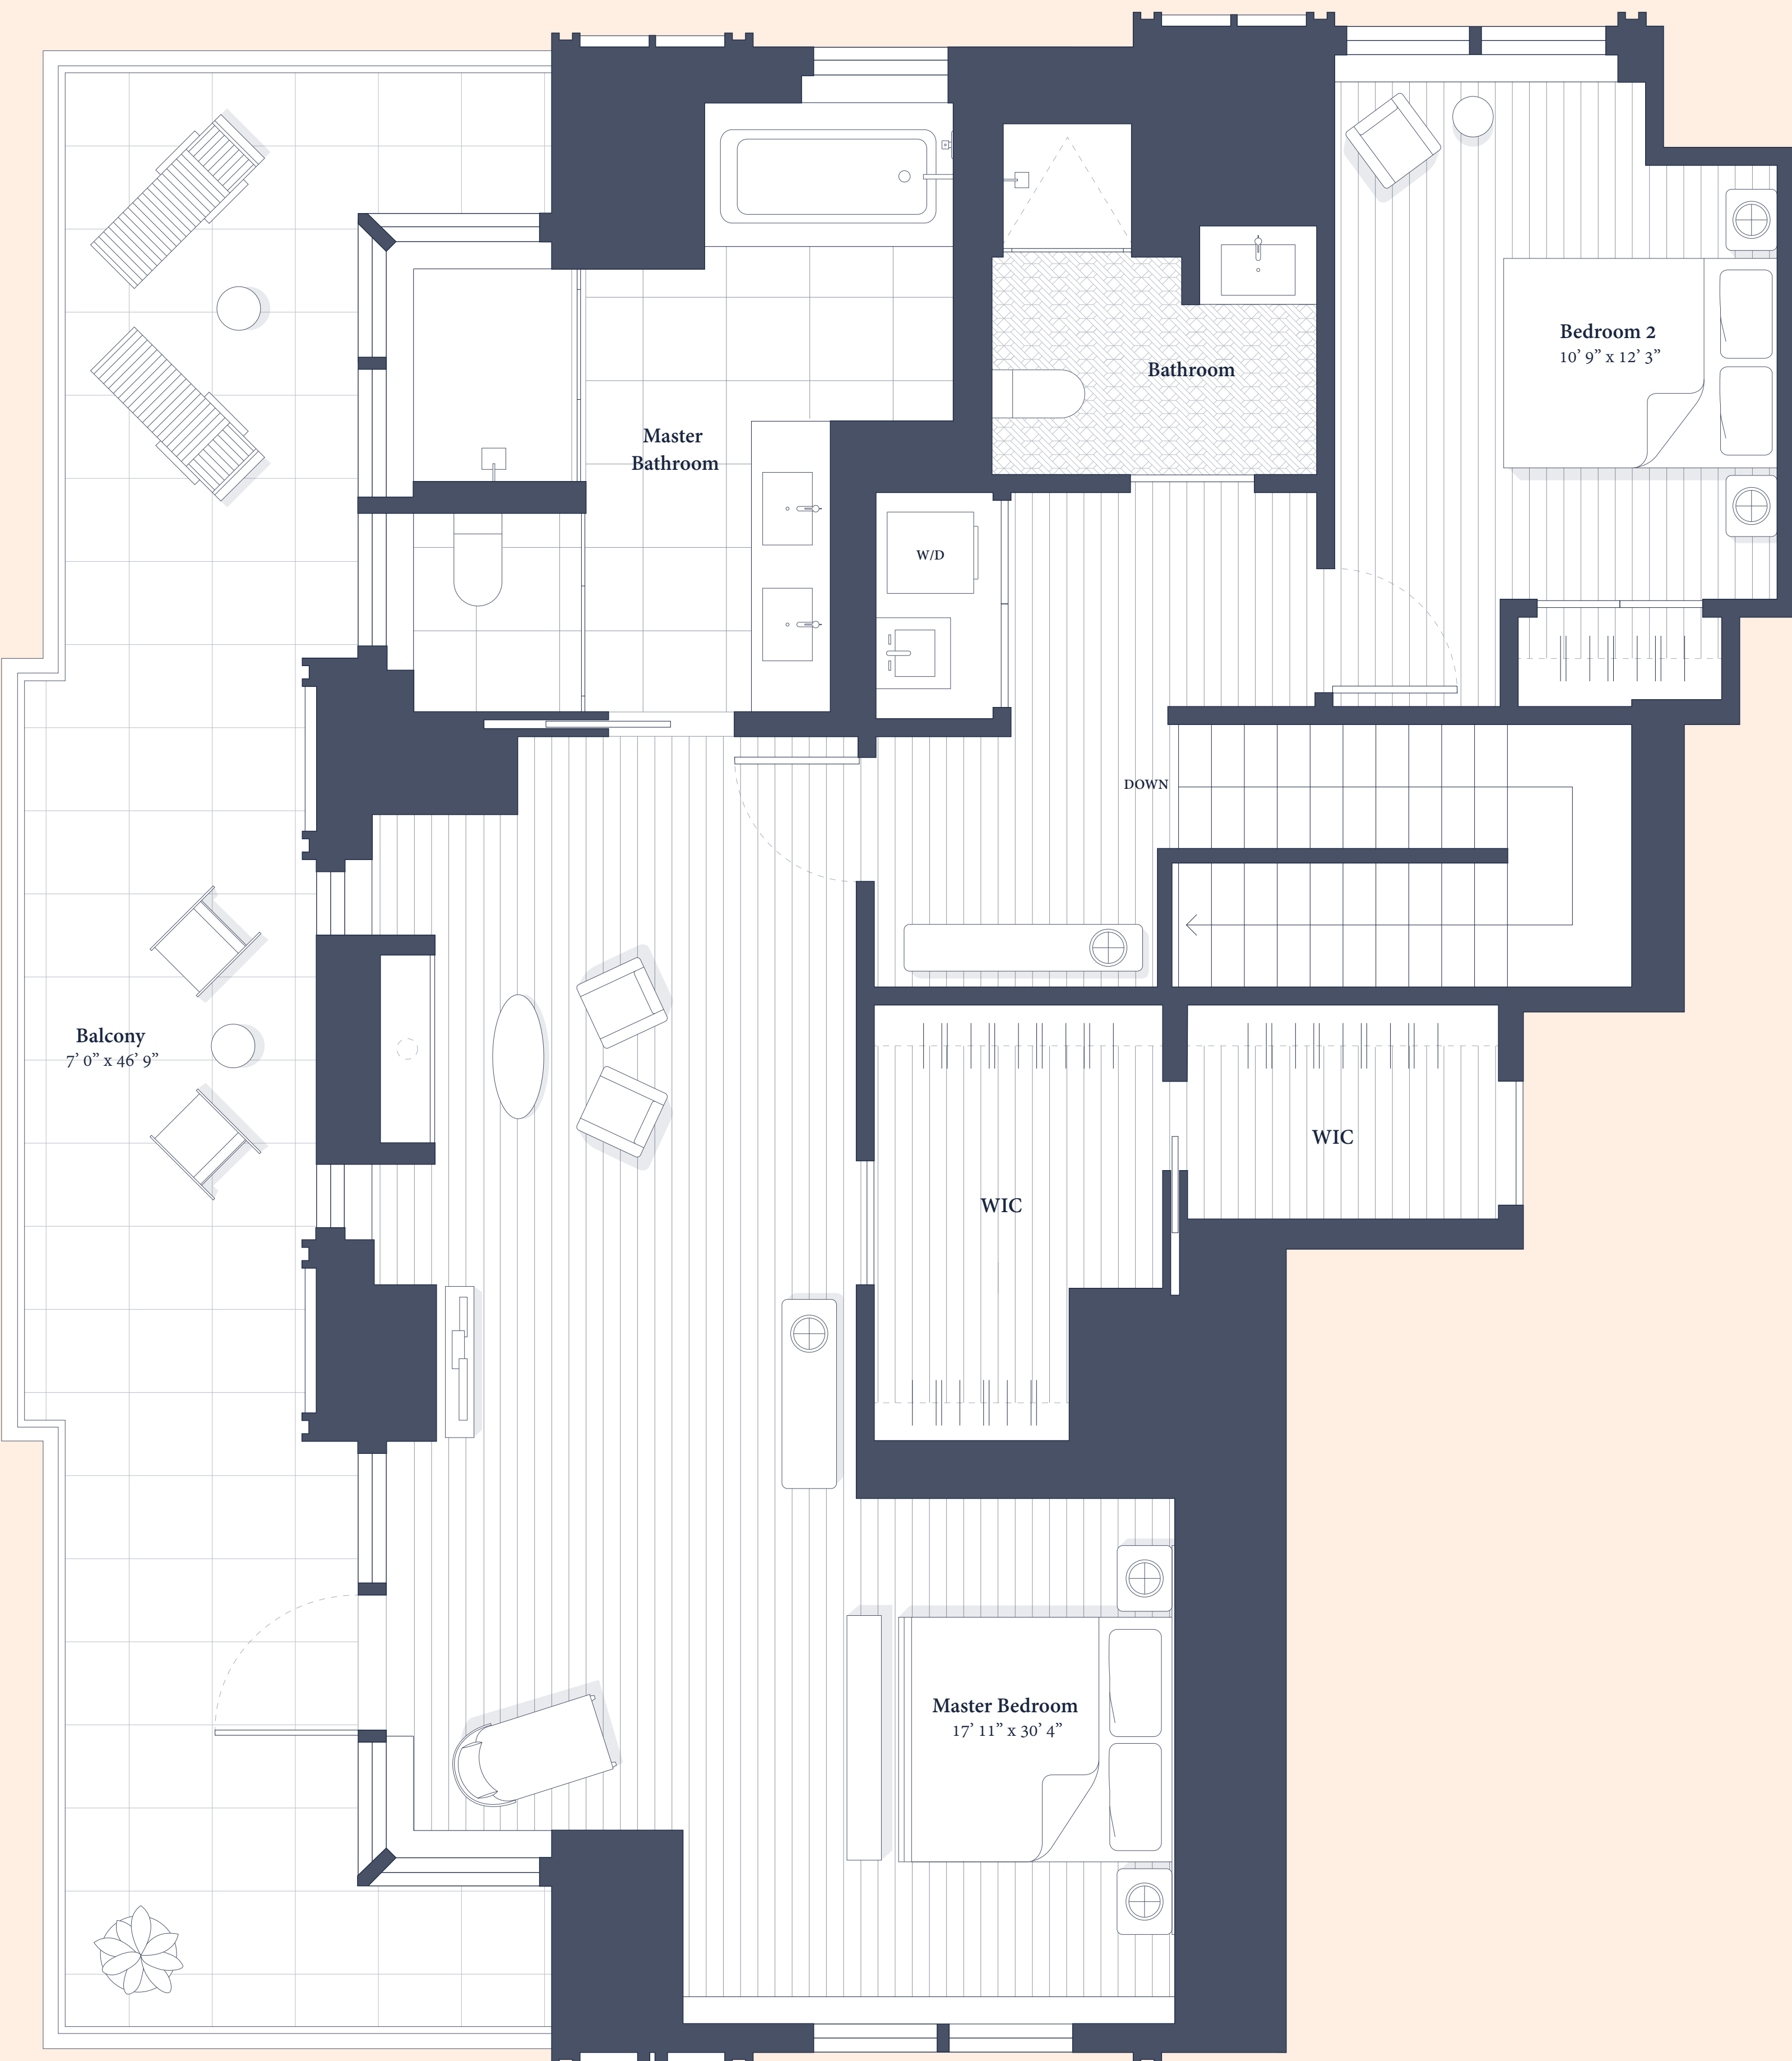 Bedroom 2
10’ 9” x 12’ 3”
Bathroom
Master
Bathroom
W/D
DOWN
Balcony
7’ 0” x 46’ 9”
WIC
WIC
Master Bedroom
17’ 11” x 30’ 4”